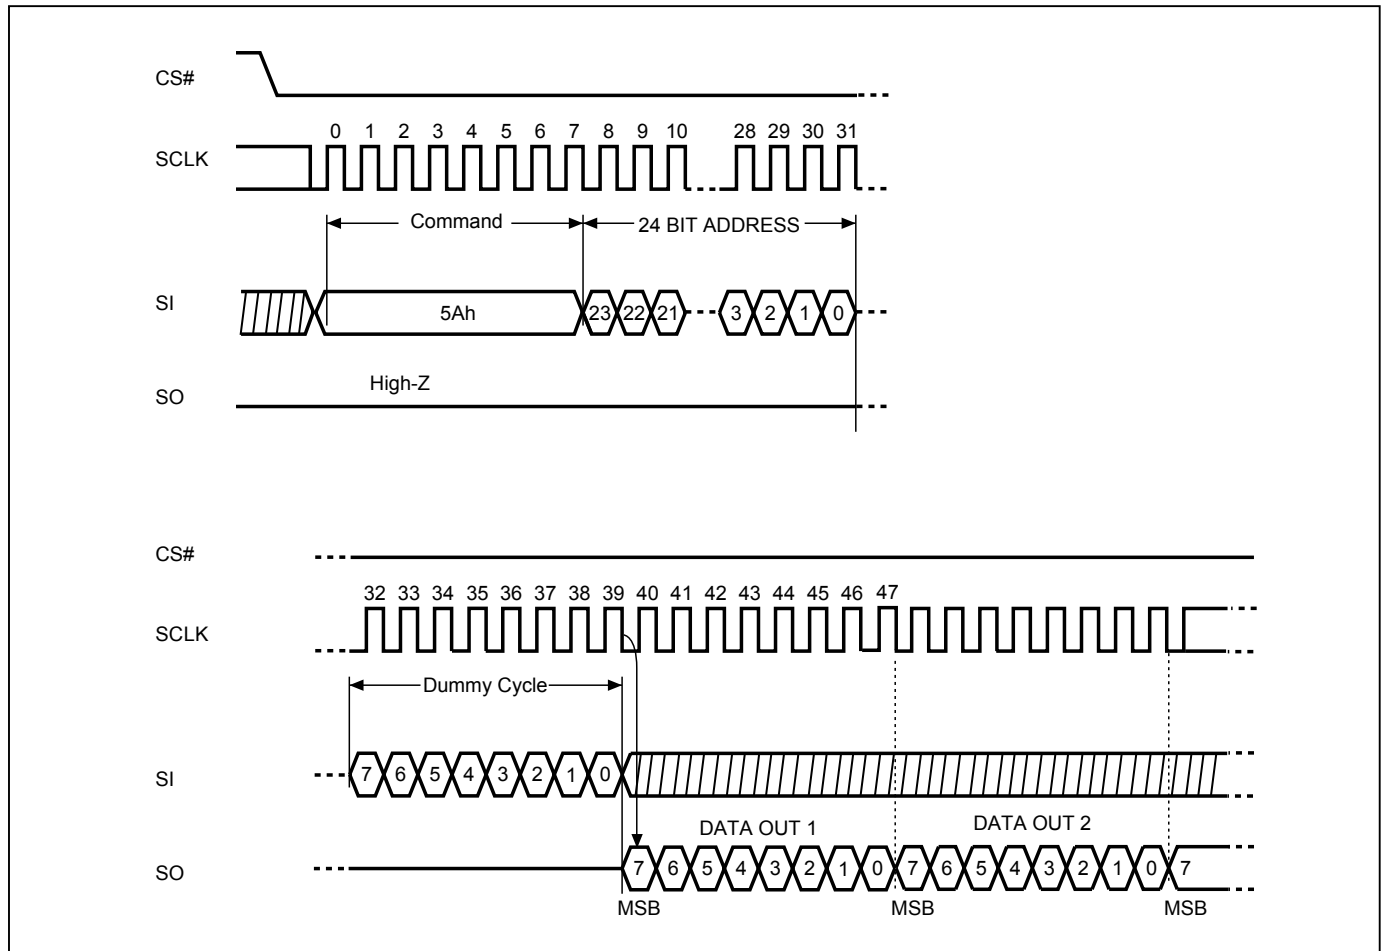 CS#
0 1 2 3 4 5 6 7 8 9 10 28 29 30 31
SCLK
Command 24 BIT ADDRESS
SI 5Ah 23 22 21 3 2 1 0
High-Z
SO
CS#
32 33 34 35 36 37 38 39 40 41 42 43 44 45 46 47
SCLK
Dummy Cycle
SI 7 6 5 4 3 2 1 0
DATA OUT 1 DATA OUT 2
SO 7 6 5 4 3 2 1 0 7 6 5 4 3 2 1 0 7
MSB MSB MSB